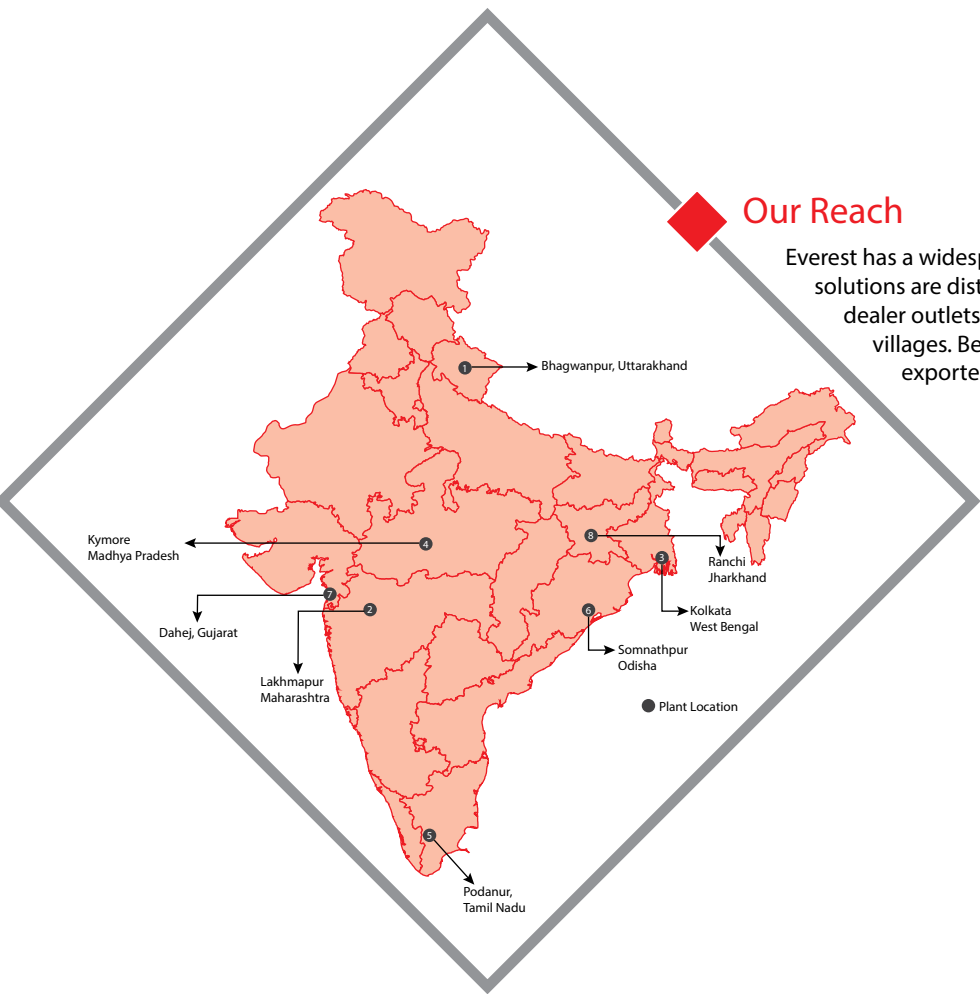 Our Reach
Everest has a widesp
solutions are dist
dealer outlets
villages. Be
exporte
1
Bhagwanpur, Uttarakhand
Kymore
Madhya Pradesh
4
8
Ranchi
Jharkhand
3
Kolkata
West Bengal
7
Dahej, Gujarat
2
Lakhmapur
Maharashtra
6
Somnathpur
Odisha
Plant Location
5
Podanur,
Tamil Nadu